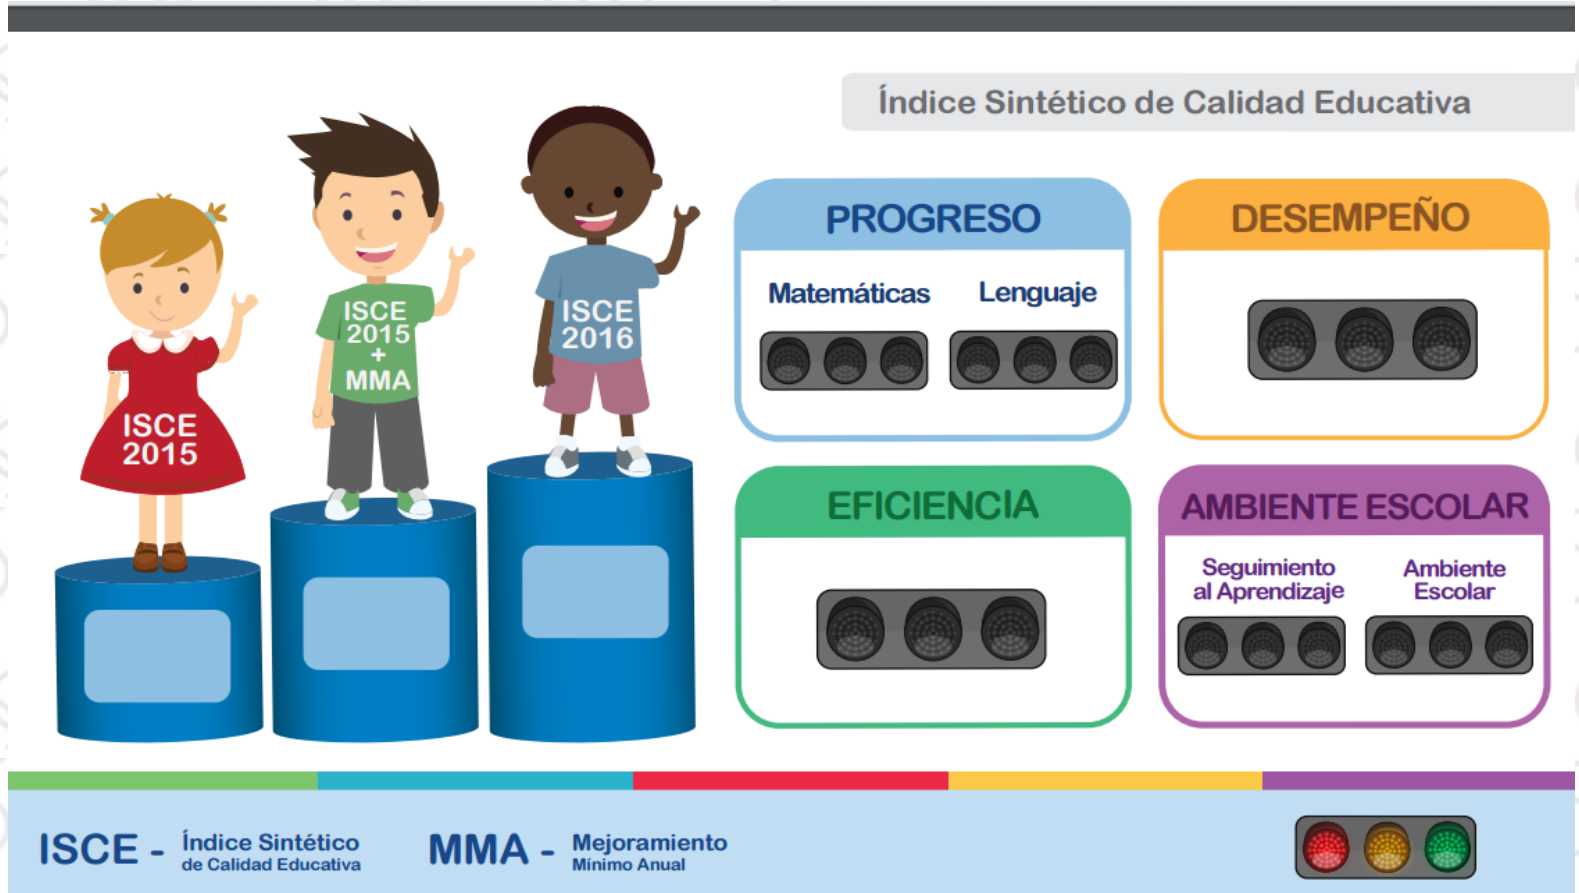 Índice Sintético de Calidad Educativa
ISCE
2015
ISCE
2015
+
MMA
ISCE
2016
PROGRESO
Matemáticas
Lenguaje
DESEMPEÑO
EFICIENCIA
AMBIENTE ESCOLAR
Seguimiento
al Aprendizaje
Ambiente
Escolar
ISCE - Índice Sintético
de Calidad Educativa
MMA - Mejoramiento
Mínimo Anual